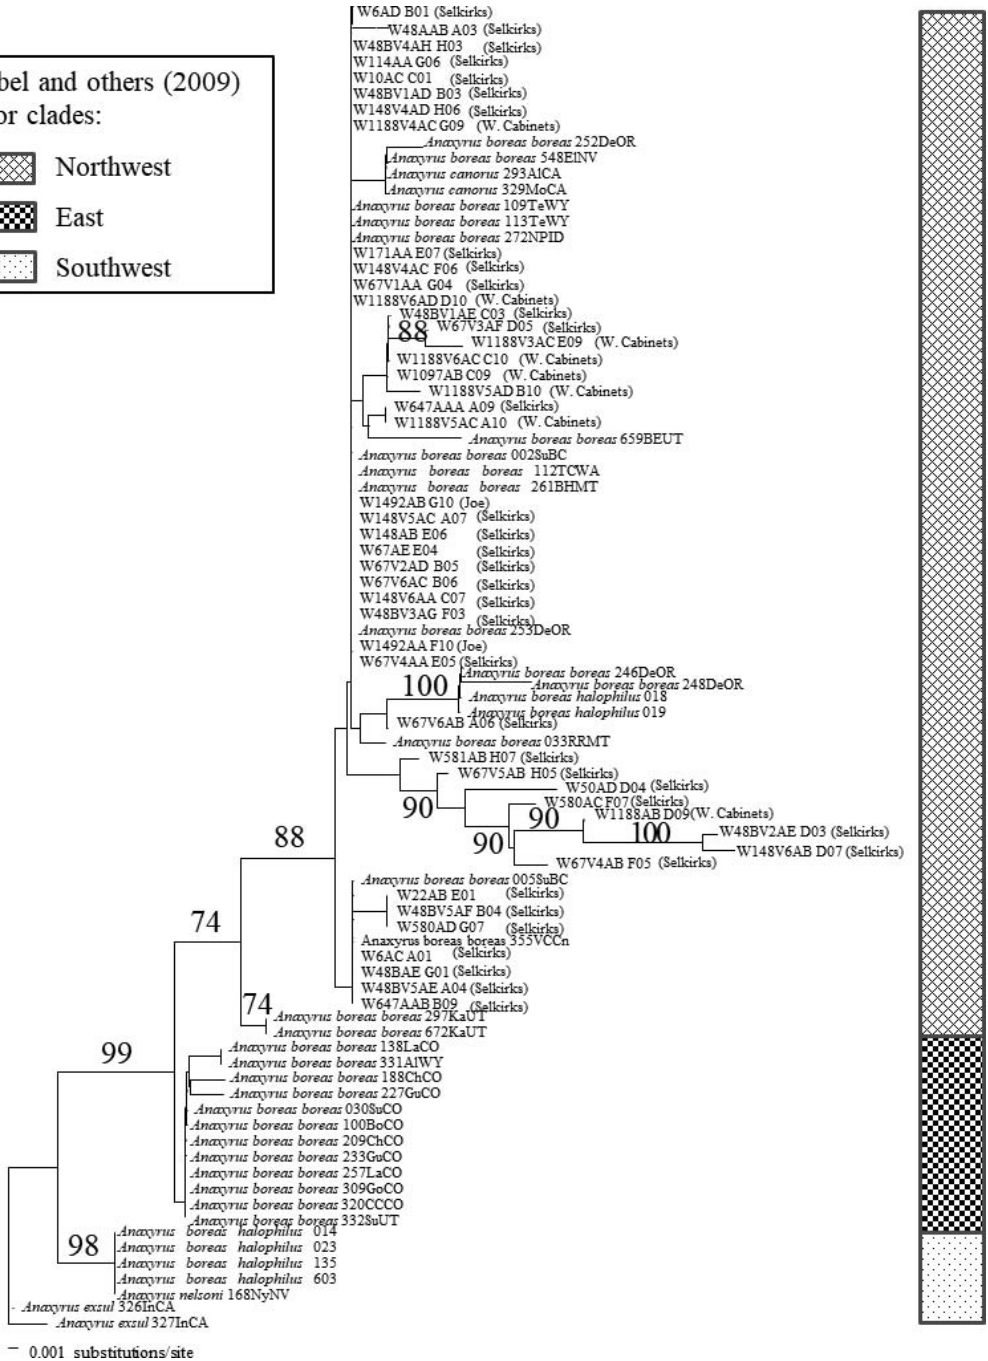 W6AD B01 (Selkirks)
W48AAB A03 (Selkirks)
W48BV4AH H03 (Selkirks)
W114AA G06 (Selkirks)
W10AC C01 (Selkirks)
W48BV1AD B03 (Selkirks)
W148V4AD H06 (Selkirks)
W1188V4AC G09 (W. Cabinets)
bel and others (2009)
or clades:
Northwest
East
Southwest
Anaxyrus boreas boreas 252DeOR
Anaxyrus boreas boreas 548ElNV
Anaxyrus canorus 293AlCA
Anaxyrus canorus 329MoCA
Anaxyrus boreas boreas 109TeWY
Anaxyrus boreas boreas 113TeWY
Anaxyrus boreas boreas 272NPID
W171AA E07 (Selkirks)
W148V4AC F06 (Selkirks)
W67V1AA G04 (Selkirks)
W1188V6AD D10 (W. Cabinets)
W48BV1AE C03 (Selkirks)
88
W67V3AF D05 (Selkirks)
W1188V3AC E09 (W. Cabinets)
W1188V6AC C10 (W. Cabinets)
W1097AB C09 (W. Cabinets)
W1188V5AD B10 (W. Cabinets)
W647AAA A09 (Selkirks)
W1188V5AC A10 (W. Cabinets)
Anaxyrus boreas boreas 659BEUT
Anaxyrus boreas boreas 002SuBC
Anaxyrus boreas boreas 112TCWA
Anaxyrus boreas boreas 261BHMT
W1492AB G10 (Joe)
W148V5AC A07 (Selkirks)
W148AB E06 (Selkirks)
W67AE E04 (Selkirks)
W67V2AD B05 (Selkirks)
W67V6AC B06 (Selkirks)
W148V6AA C07 (Selkirks)
W48BV3AG F03 (Selkirks)
Anaxyrus boreas boreas 253DeOR
W1492AA F10 (Joe)
W67V4AA E05 (Selkirks)
Anaxyrus boreas boreas 246DeOR
100
Anaxyrus boreas boreas 248DeOR
Anaxyrus boreas halophilus 018
Anaxyrus boreas halophilus 019
W67V6AB A06 (Selkirks)
Anaxyrus boreas boreas 033RRMT
W581AB H07 (Selkirks)
W67V5AB H05 (Selkirks)
W50AD D04 (Selkirks)
90
W580AC F07 (Selkirks)
W1188AB D09 (W. Cabinets)
90
100
W48BV2AE D03 (Selkirks)
90
W148V6AB D07 (Selkirks)
W67V4AB F05 (Selkirks)
88
Anaxyrus boreas boreas 005SuBC
W22AB E01 (Selkirks)
W48BV5AF B04 (Selkirks)
W580AD G07 (Selkirks)
74
Anaxyrus boreas boreas 355VCCn
W6AC A01 (Selkirks)
W48BAE G01 (Selkirks)
W48BV5AE A04 (Selkirks)
W647AAB B09 (Selkirks)
74
Anaxyrus boreas boreas 297KaUT
Anaxyrus boreas boreas 672KaUT
99
Anaxyrus boreas boreas 138LaCO
Anaxyrus boreas boreas 331AlWY
Anaxyrus boreas boreas 188ChCO
Anaxyrus boreas boreas 227GuCO
Anaxyrus boreas boreas 030SuCO
Anaxyrus boreas boreas 100BoCO
Anaxyrus boreas boreas 209ChCO
Anaxyrus boreas boreas 233GuCO
Anaxyrus boreas boreas 257LaCO
Anaxyrus boreas boreas 309GoCO
Anaxyrus boreas boreas 320CCCO
Anaxyrus boreas boreas 332SuUT
Anaxyrus boreas halophilus 014
98
Anaxyrus boreas halophilus 023
Anaxyrus boreas halophilus 135
Anaxyrus boreas halophilus 603
Anaxyrus nelsoni 168NyNV
Anaxyrus exsul 326InCA
Anaxyrus exsul 327InCA
0.001 substitutions/site